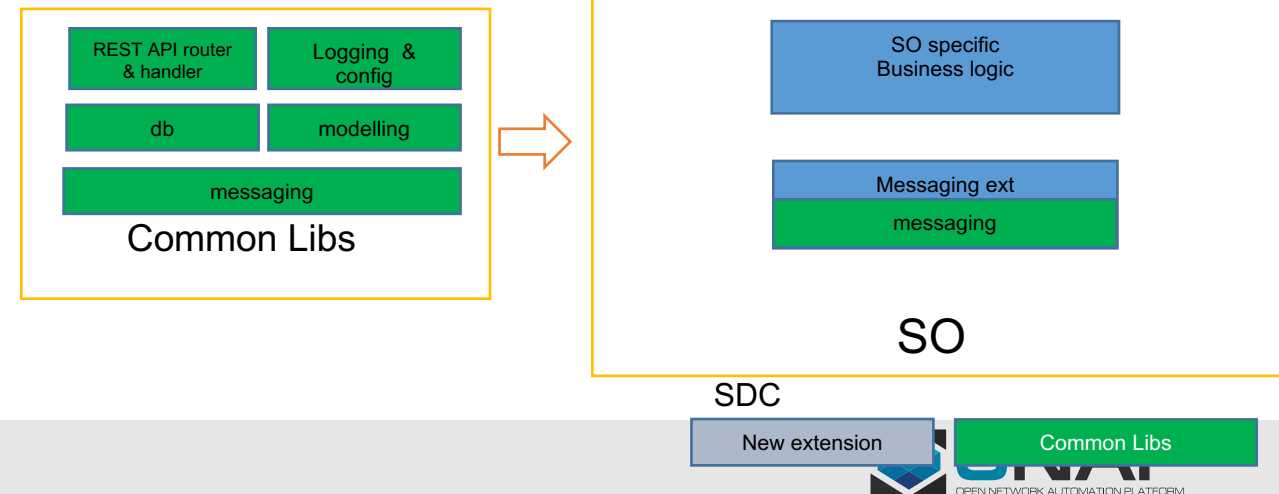 REST API router
& handler
Logging &
config
db
modelling
messaging
Common Libs
SO specific
Business logic
Messaging ext
messaging
SO
SDC
New extension
Common Libs
OPEN NETWORK AUTOMATION PLATFORM